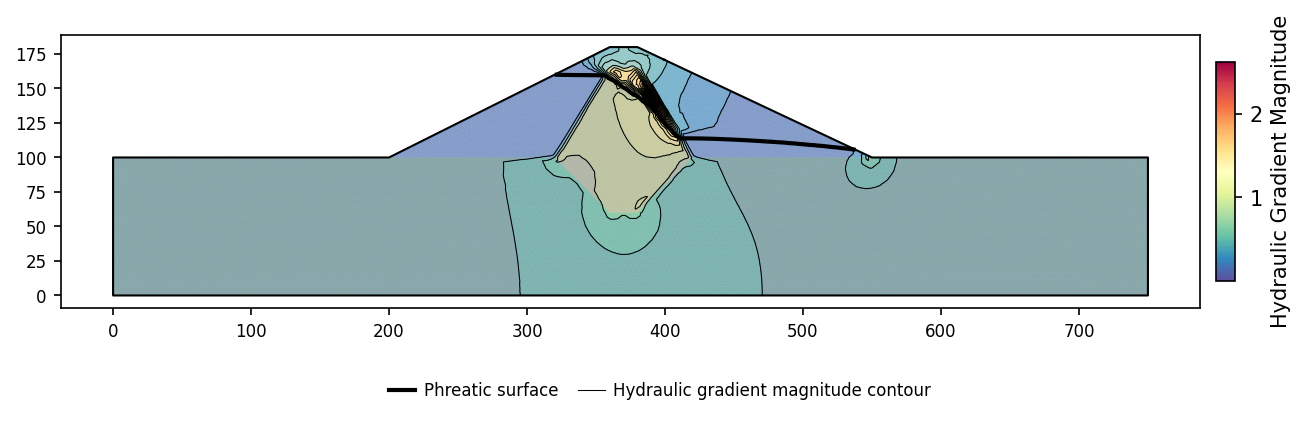 175
150
125
100
75
50
25
0
0 100 200 300 400 500 600 700
2
1
Hydraulic Gradient Magnitude
Phreatic surface
Hydraulic gradient magnitude contour